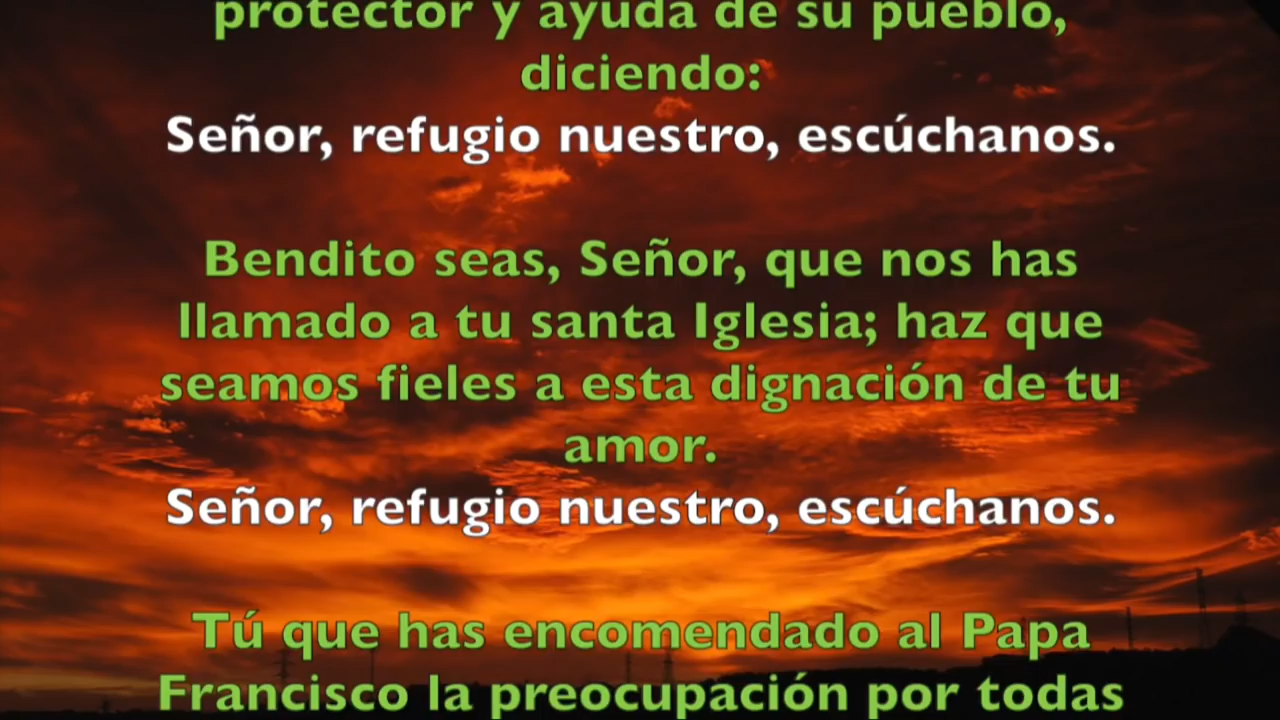 protector y ayuda de su pueblo,
diciendo:
Señor, refugio nuestro, escúchanos.
Bendito seas, Señor, que nos has
llamado a tu santa Iglesia; haz que
seamos fieles a esta dignación de tu
amor.
Señor, refugio nuestro, escúchanos.
Tú que has encomendado al Papa
Francisco la preocupación por todas